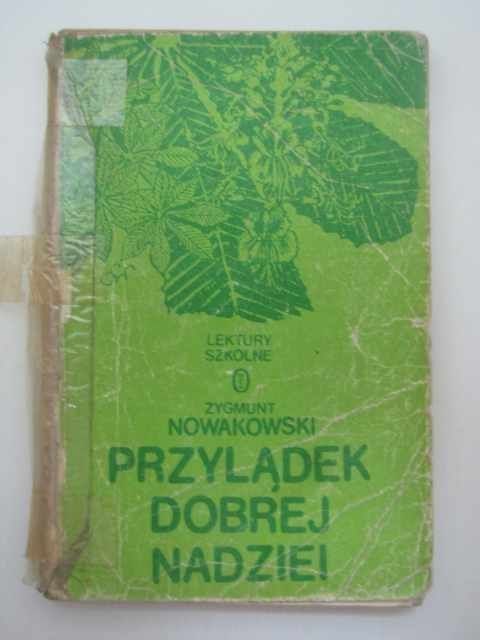 LEKTURY
SZKOLNE
ZYGMUNT
NOWAKOWSKI
PRZYLĄDEK
DOBREJ
NADZIEI